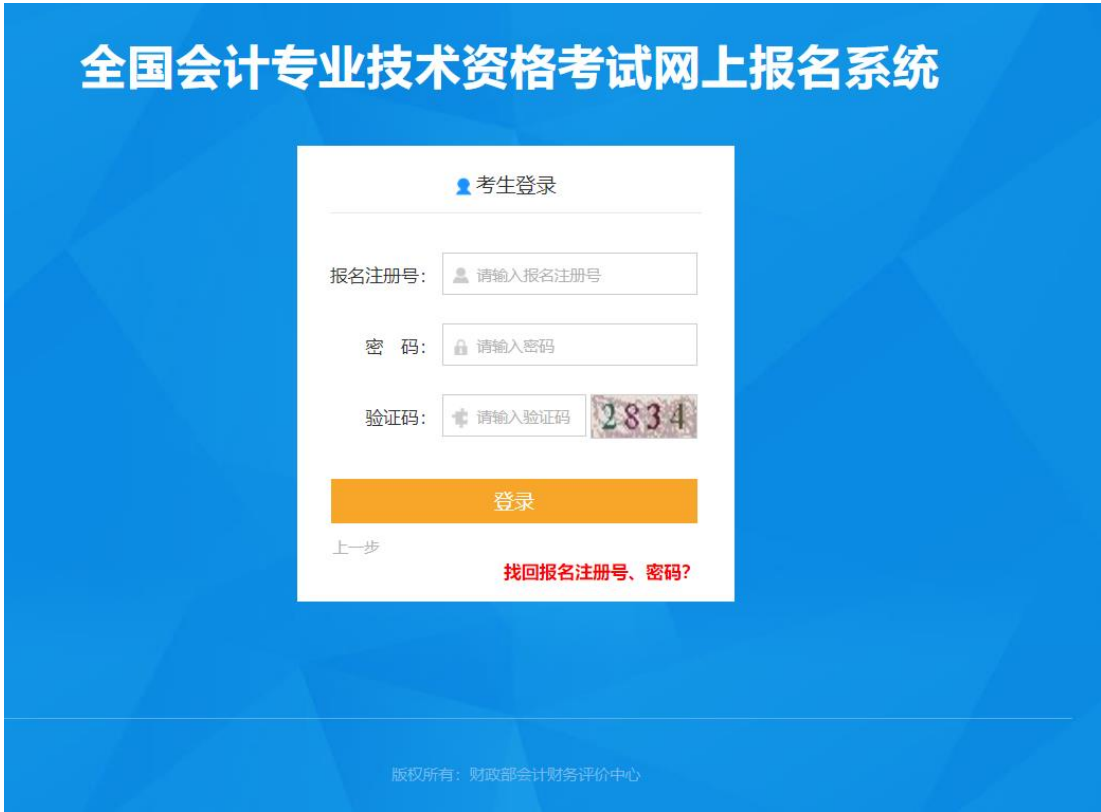 全国会计专业技术资格考试网上报名系统
考生登录
报名注册号： 请输入报名注册号
密 码： 请输入密码
验证码： 请输入验证码 2834
登录
上一步
找回报名注册号、密码？
版权所有：财政部会计财务评价中心